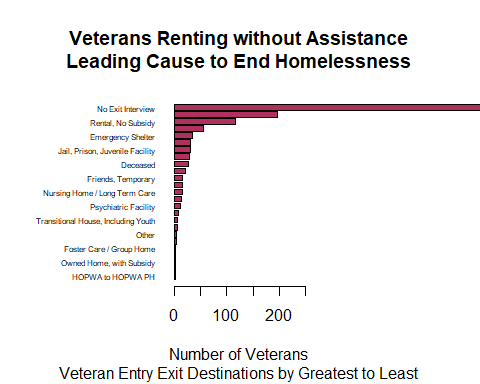 Veterans Renting without Assistance
Leading Cause to End Homelessness
No Exit Interview
Rental, No Subsidy
Emergency Shelter
Jail, Prison, Juvenile Facility
Deceased
Friends, Temporary
Nursing Home / Long Term Care
Psychiatric Facility
Transitional House, Including Youth
Other
Foster Care / Group Home
Owned Home, with Subsidy
HOPWA to HOPWA PH
0 100 200
Number of Veterans
Veteran Entry Exit Destinations by Greatest to Least